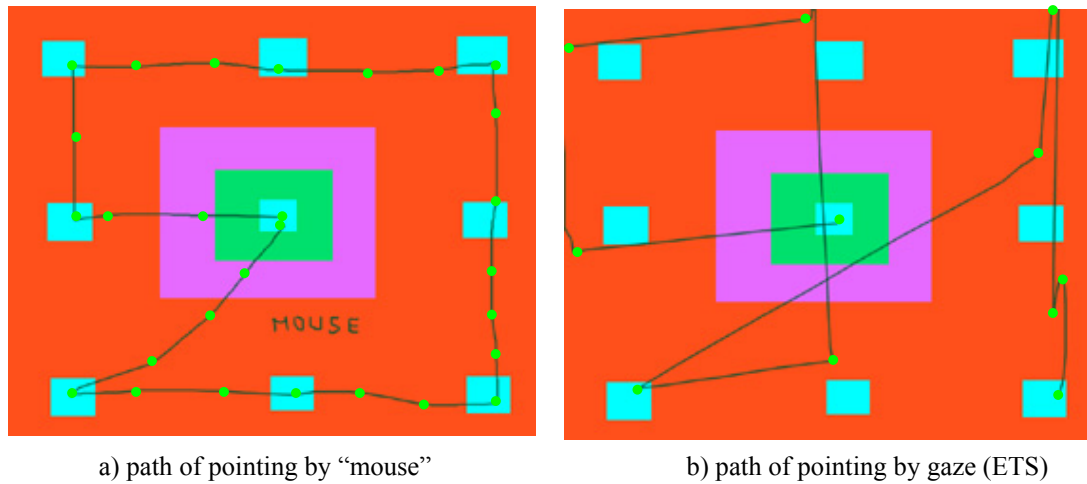 MOUSE
a) path of pointing by “mouse”
b) path of pointing by gaze (ETS)